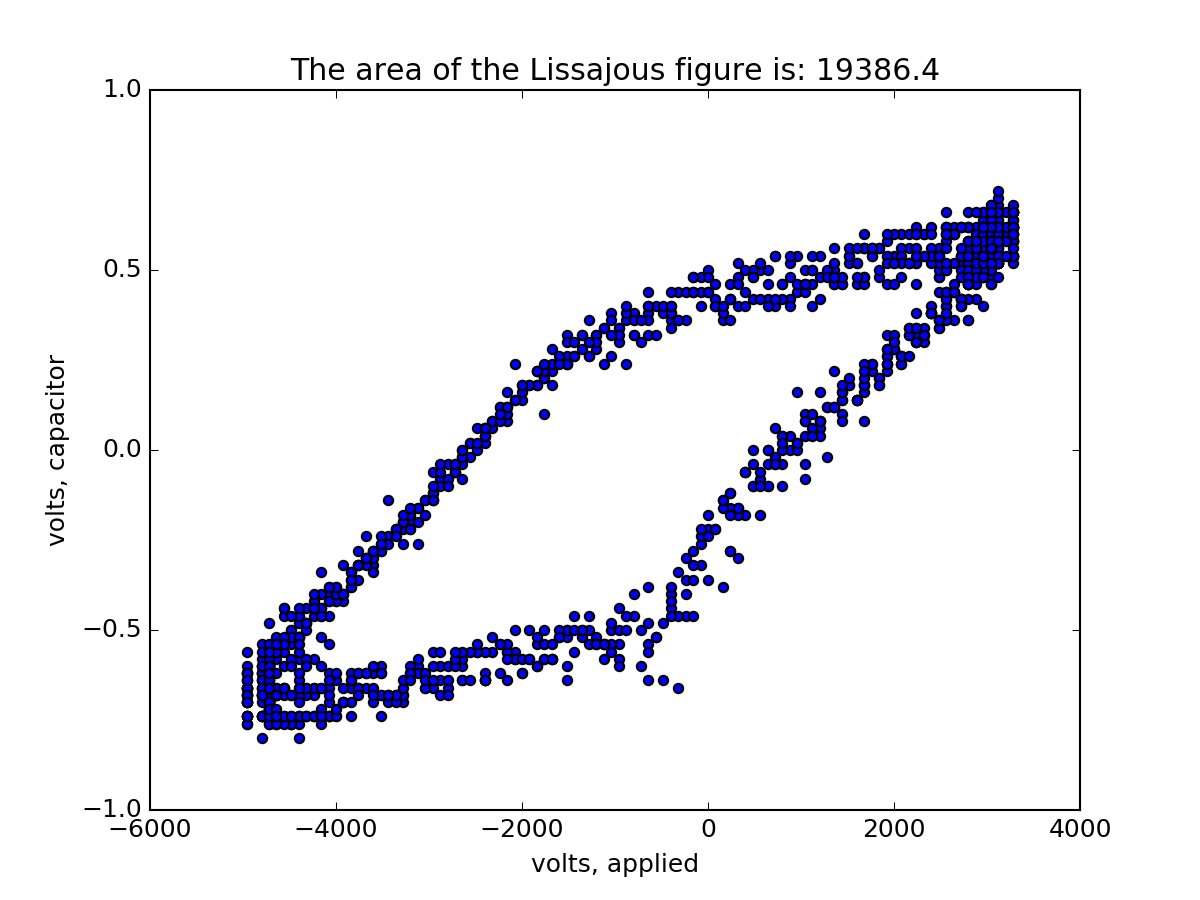 The area of the Lissajous figure is: 19386.4
1.0
0.5
0.0
−0.5
−1.0
volts, capacitor
−6000 −4000 −2000 0 2000 4000
volts, applied